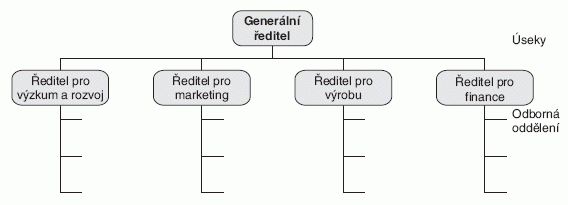 Generální
ředitel
Úseky
Ředitel pro
výzkum a rozvoj
Ředitel pro
marketing
Ředitel pro
výrobu
Ředitel pro
finance
Odborná
oddělení